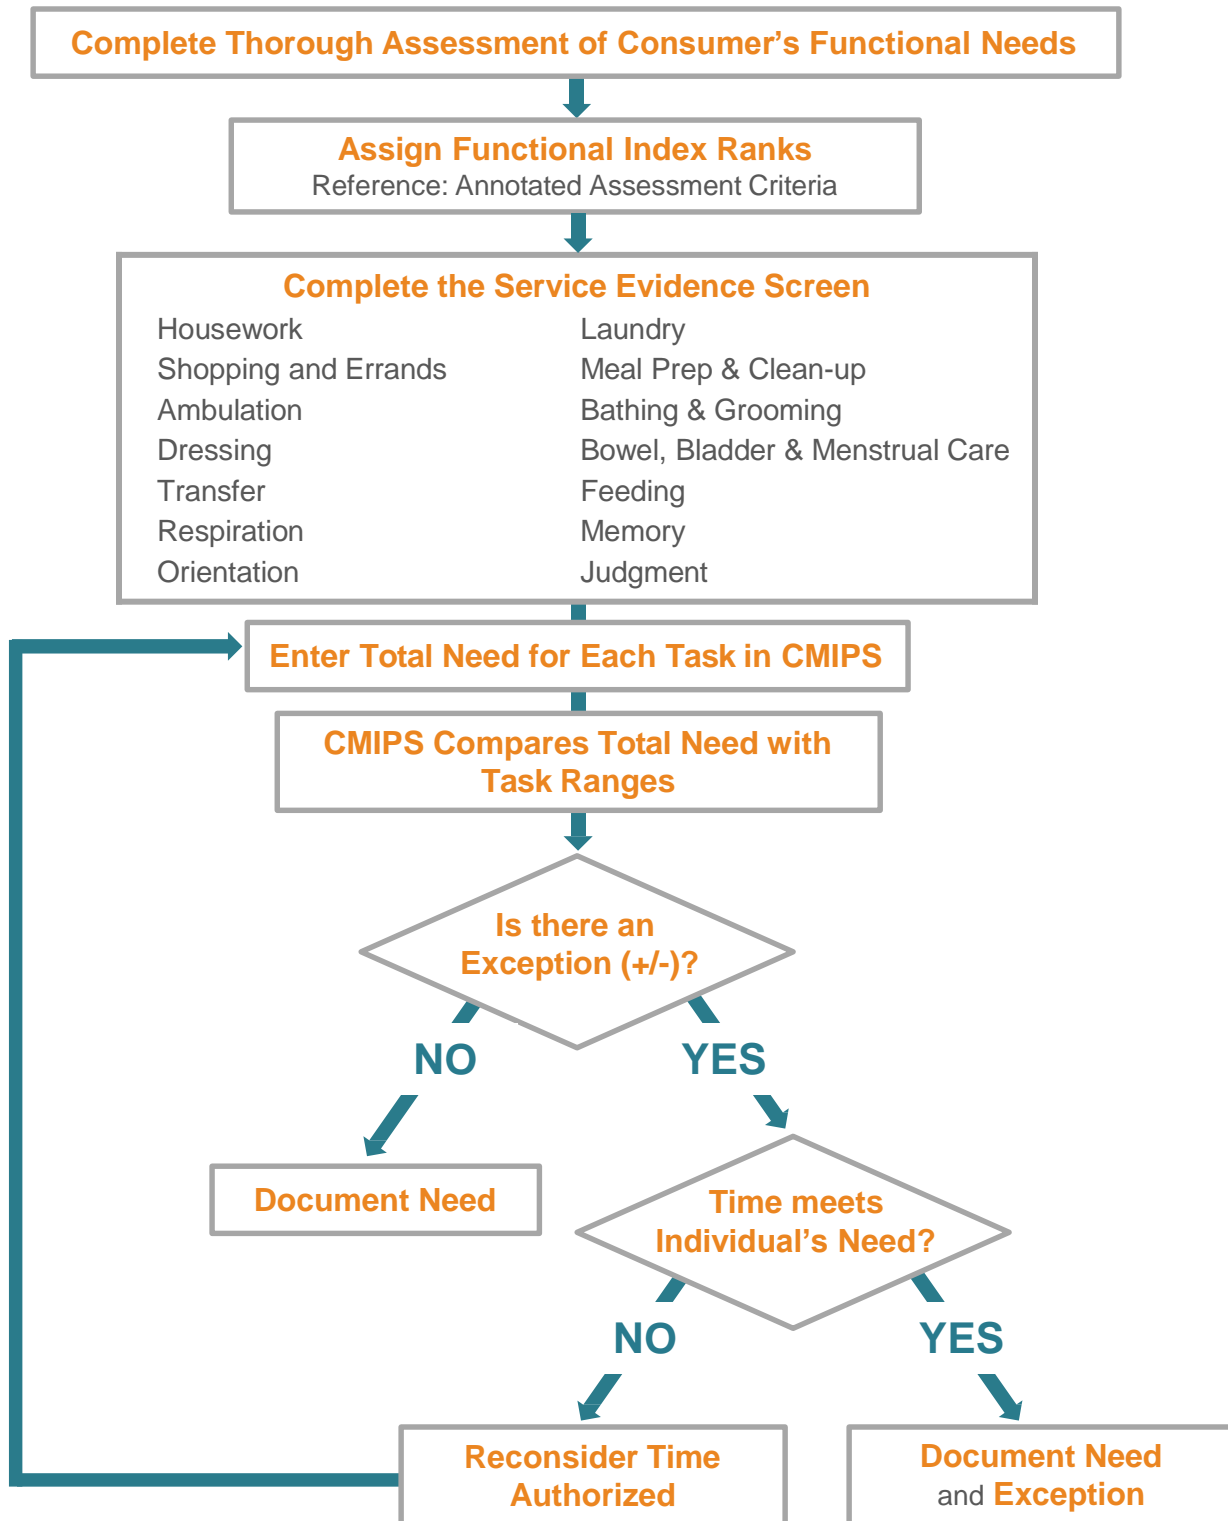 Complete Thorough Assessment of Consumer’s Functional Needs
Assign Functional Index Ranks
Reference: Annotated Assessment Criteria
Complete the Service Evidence Screen
Housework
Shopping and Errands
Ambulation
Dressing
Transfer
Respiration
Orientation
Laundry
Meal Prep & Clean-up
Bathing & Grooming
Bowel, Bladder & Menstrual Care
Feeding
Memory
Judgment
Enter Total Need for Each Task in CMIPS
CMIPS Compares Total Need with
Task Ranges
Is there an
Exception (+/-)?
NO
YES
Document Need
Time meets
Individual’s Need?
NO
YES
Reconsider Time
Authorized
Document Need
and Exception